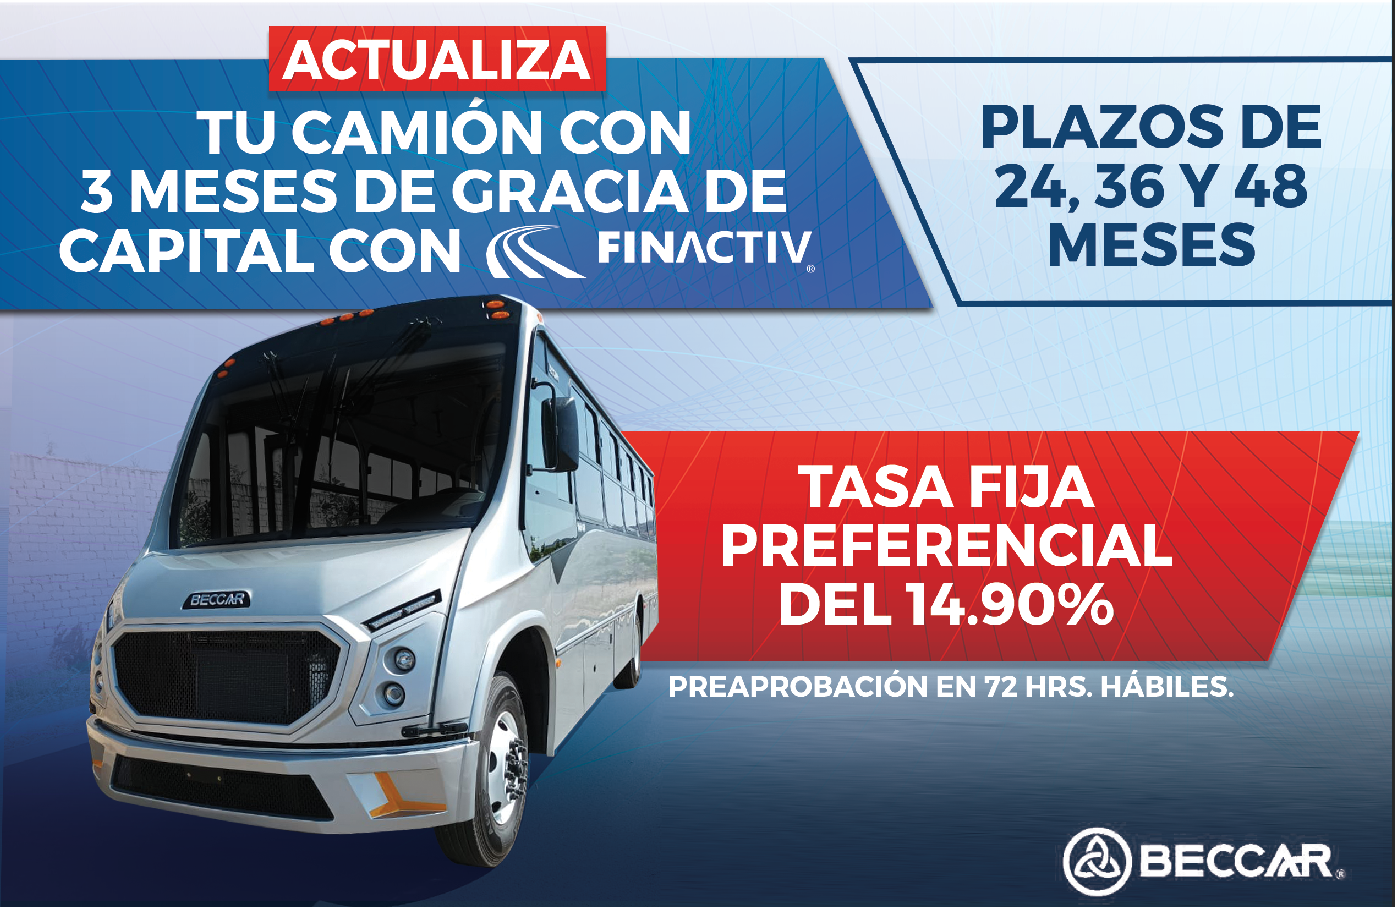 ACTUALIZA
TU CAMIÓN CON
3 MESES DE GRACIA DE
CAPITAL CON FINACTIV®
PLAZOS DE
24, 36 Y 48
MESES
BECCAR
TASA FIJA
PREFERENCIAL
DEL 14.90%
PREAPROBACIÓN EN 72 HRS. HÁBILES.
BECCAR®